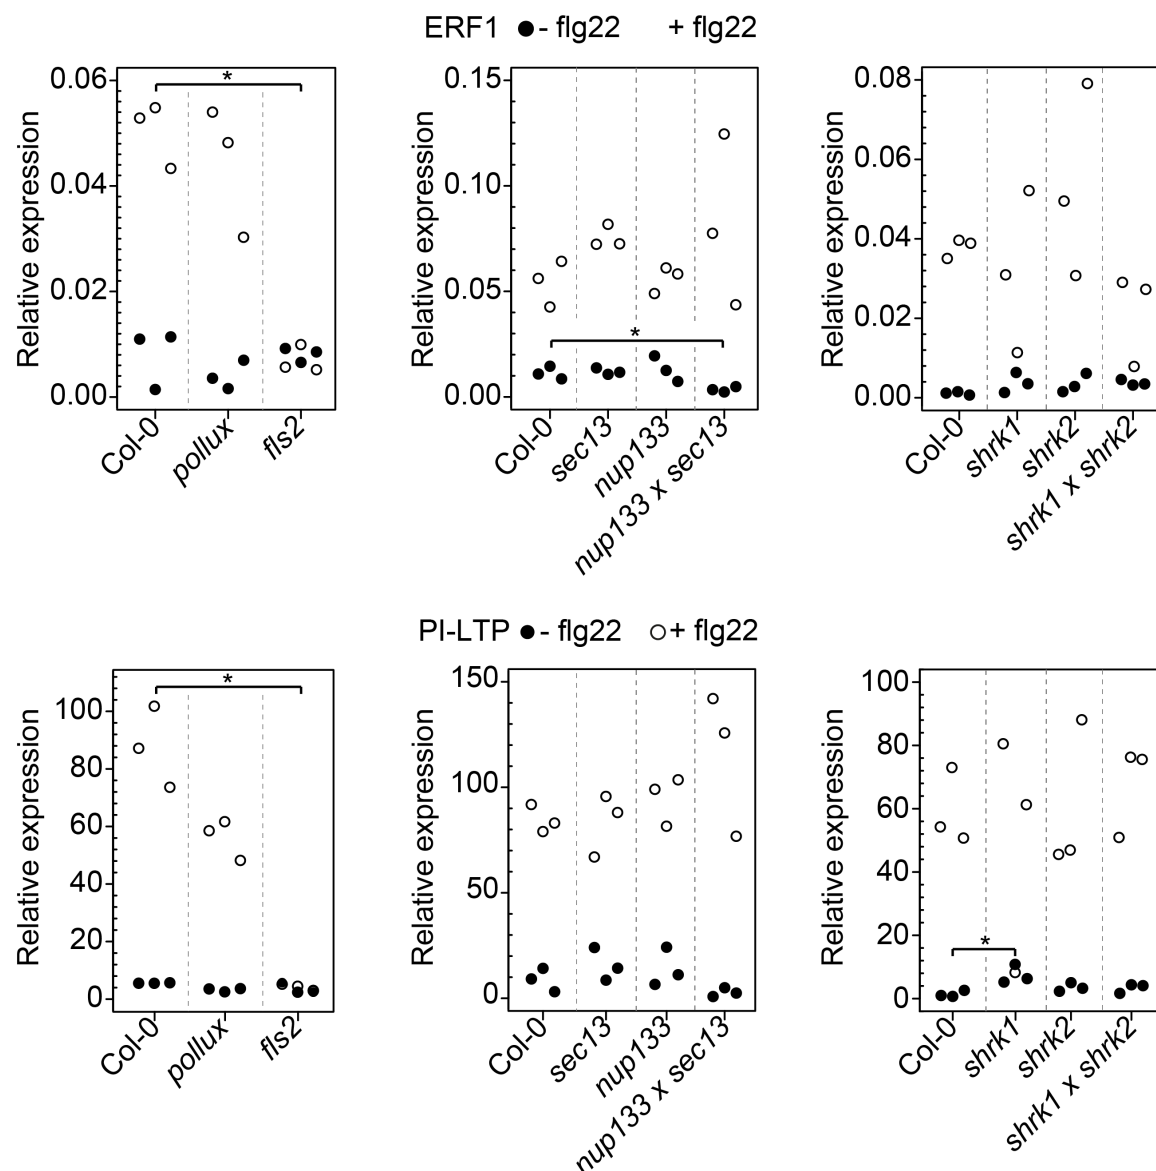 ERF1 ●- flg22 + flg22
Relative expression
0.06
0.04
0.02
0.00
*
Col-0
pollux
fls2
Relative expression
0.15
0.10
0.05
0.00
*
Col-0
sec13
nup133
nup133 x sec13
Relative expression
0.08
0.06
0.04
0.02
0.00
Col-0
shrk1
shrk2
shrk1 x shrk2
PI-LTP ●- flg22 ○+ flg22
Relative expression
100
80
60
40
20
0
*
Col-0
pollux
fls2
Relative expression
150
100
50
0
Col-0
sec13
nup133
nup133 x sec13
Relative expression
100
80
60
40
20
0
*
Col-0
shrk1
shrk2
shrk1 x shrk2